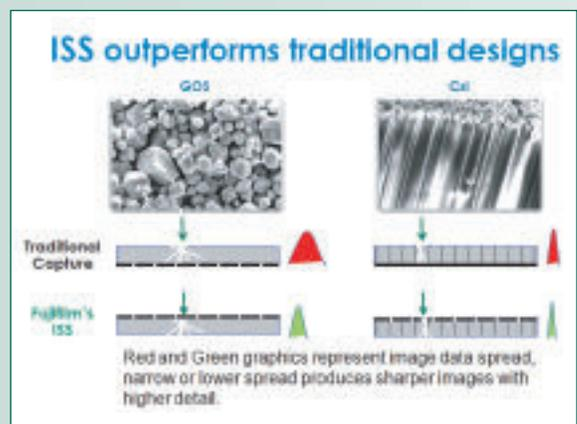 ISS outperforms traditional designs
GOS CsI
Traditional
Capture
Fujifilm's
ISS
Red and Green graphics represent image data spread,
narrow or lower spread produces sharper images with
higher detail.